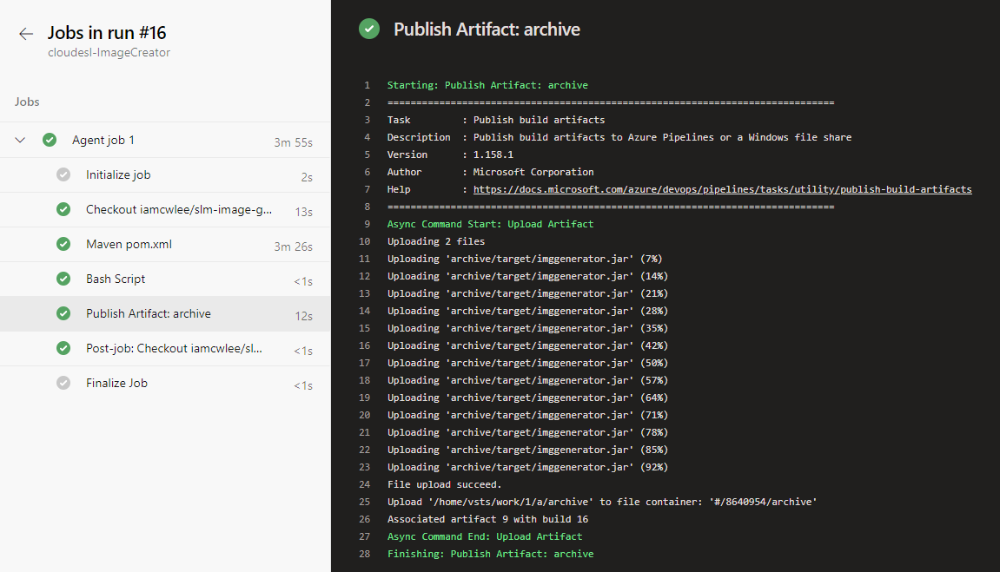 Jobs in run #16
cloudesl-ImageCreator
Jobs
Agent job 1 3m 55s
Initialize job 2s
Checkout iamcwlee/slm-image-g... 13s
Maven pom.xml 3m 26s
Bash Script <1s
Publish Artifact: archive 12s
Post-job: Checkout iamcwlee/sl... <1s
Finalize Job <1s
Publish Artifact: archive
1 Starting: Publish Artifact: archive
2 ==============================================================================
3 Task : Publish build artifacts
4 Description : Publish build artifacts to Azure Pipelines or a Windows file share
5 Version : 1.158.1
6 Author : Microsoft Corporation
7 Help : https://docs.microsoft.com/azure/devops/pipelines/tasks/utility/publish-build-artifacts
8 ==============================================================================
9 Async Command Start: Upload Artifact
10 Uploading 2 files
11 Uploading 'archive/target/imggenerator.jar' (7%)
12 Uploading 'archive/target/imggenerator.jar' (14%)
13 Uploading 'archive/target/imggenerator.jar' (21%)
14 Uploading 'archive/target/imggenerator.jar' (28%)
15 Uploading 'archive/target/imggenerator.jar' (35%)
16 Uploading 'archive/target/imggenerator.jar' (42%)
17 Uploading 'archive/target/imggenerator.jar' (50%)
18 Uploading 'archive/target/imggenerator.jar' (57%)
19 Uploading 'archive/target/imggenerator.jar' (64%)
20 Uploading 'archive/target/imggenerator.jar' (71%)
21 Uploading 'archive/target/imggenerator.jar' (78%)
22 Uploading 'archive/target/imggenerator.jar' (85%)
23 Uploading 'archive/target/imggenerator.jar' (92%)
24 File upload succeed.
25 Upload '/home/vsts/work/1/a/archive' to file container: '#/8640954/archive'
26 Associated artifact 9 with build 16
27 Async Command End: Upload Artifact
28 Finishing: Publish Artifact: archive